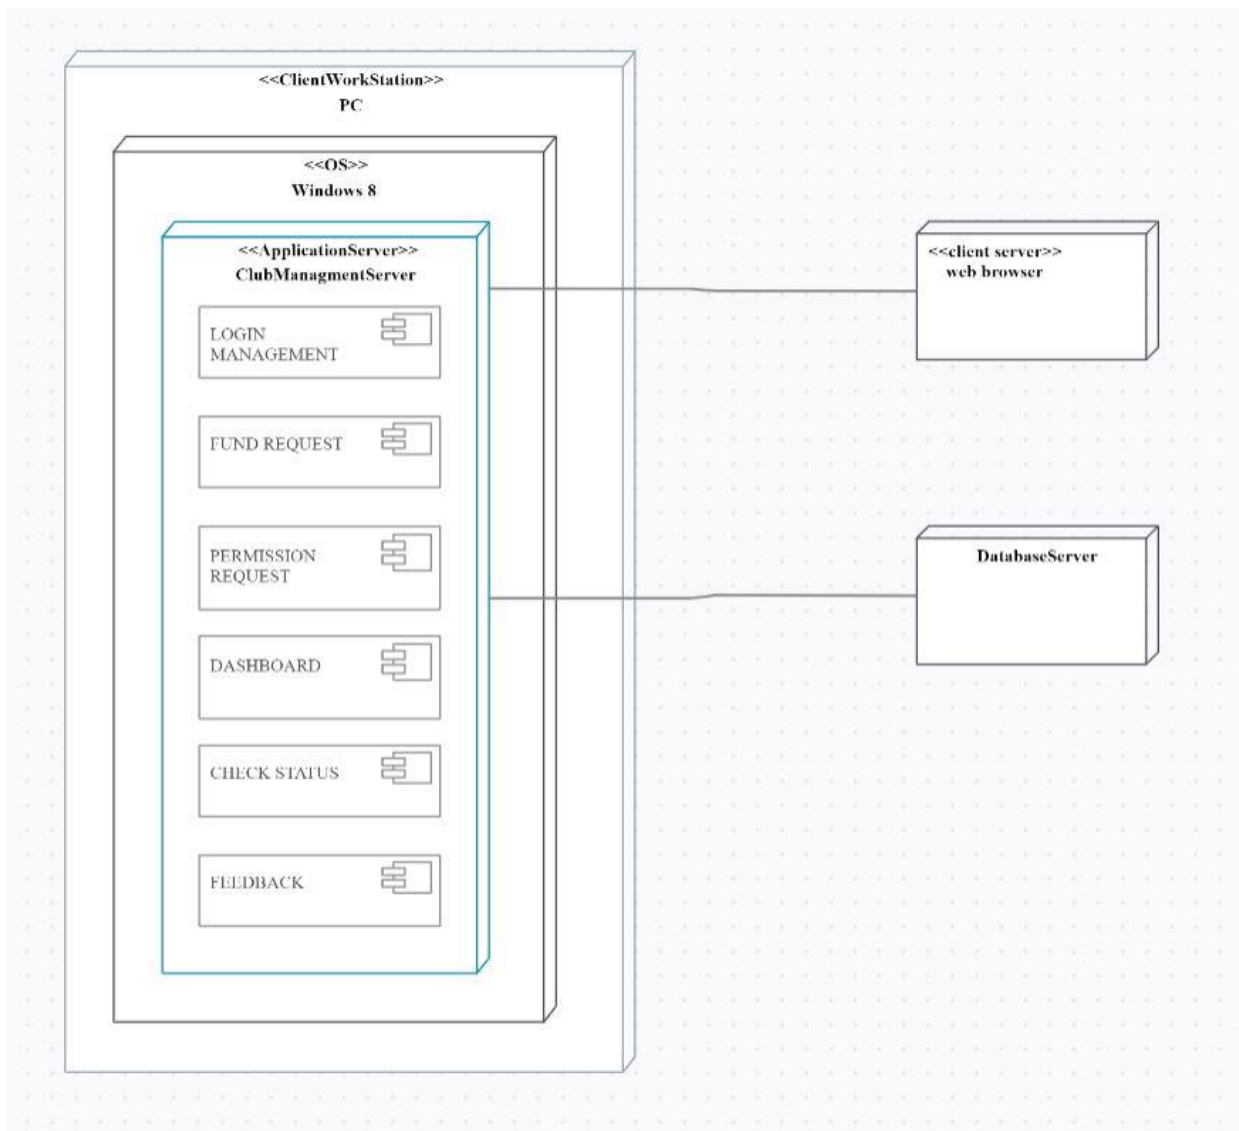 <<ClientWorkStation>>
PC
<<OS>>
Windows 8
<<ApplicationServer>>
ClubManagmentServer
LOGIN
MANAGEMENT
FUND REQUEST
PERMISSION
REQUEST
DASHBOARD
CHECK STATUS
FEEDBACK
<<client server>>
web browser
DatabaseServer